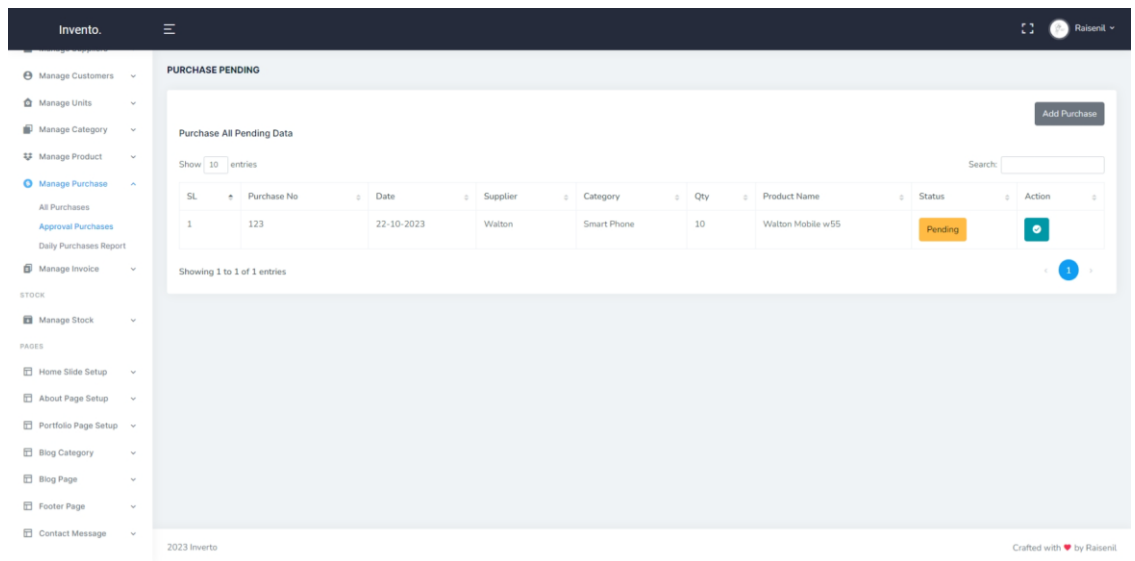 Invento.
Raisenil
Manage Customers
Manage Units
Manage Category
Manage Product
Manage Purchase
All Purchases
Approval Purchases
Daily Purchases Report
Manage Invoice
STOCK
Manage Stock
PAGES
Home Slide Setup
About Page Setup
Portfolio Page Setup
Blog Category
Blog Page
Footer Page
Contact Message
PURCHASE PENDING
Add Purchase
Purchase All Pending Data
Show 10 entries Search:
SL Purchase No Date Supplier Category Qty Product Name Status Action
1 123 22-10-2023 Walton Smart Phone 10 Walton Mobile w55 Pending
Showing 1 to 1 of 1 entries 1
2023 Inverto Crafted with by Raisenil